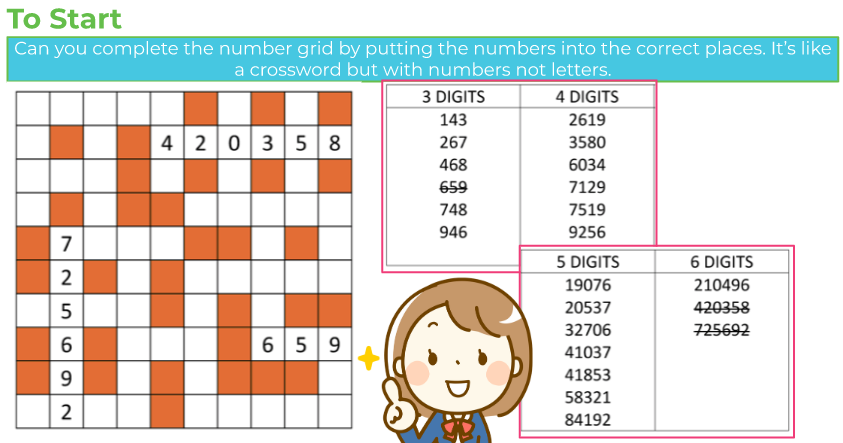 To Start
Can you complete the number grid by putting the numbers into the correct places. It's like
a crossword but with numbers not letters.
3 DIGITS 4 DIGITS
143 2619
267 3580
468 6034
659 7129
748 7519
946 9256
4 2 0 3 5 8
7
2
5
6 6 5 9
9
2
5 DIGITS 6 DIGITS
19076 210496
20537 420358
32706 725692
41037
41853
58321
84192